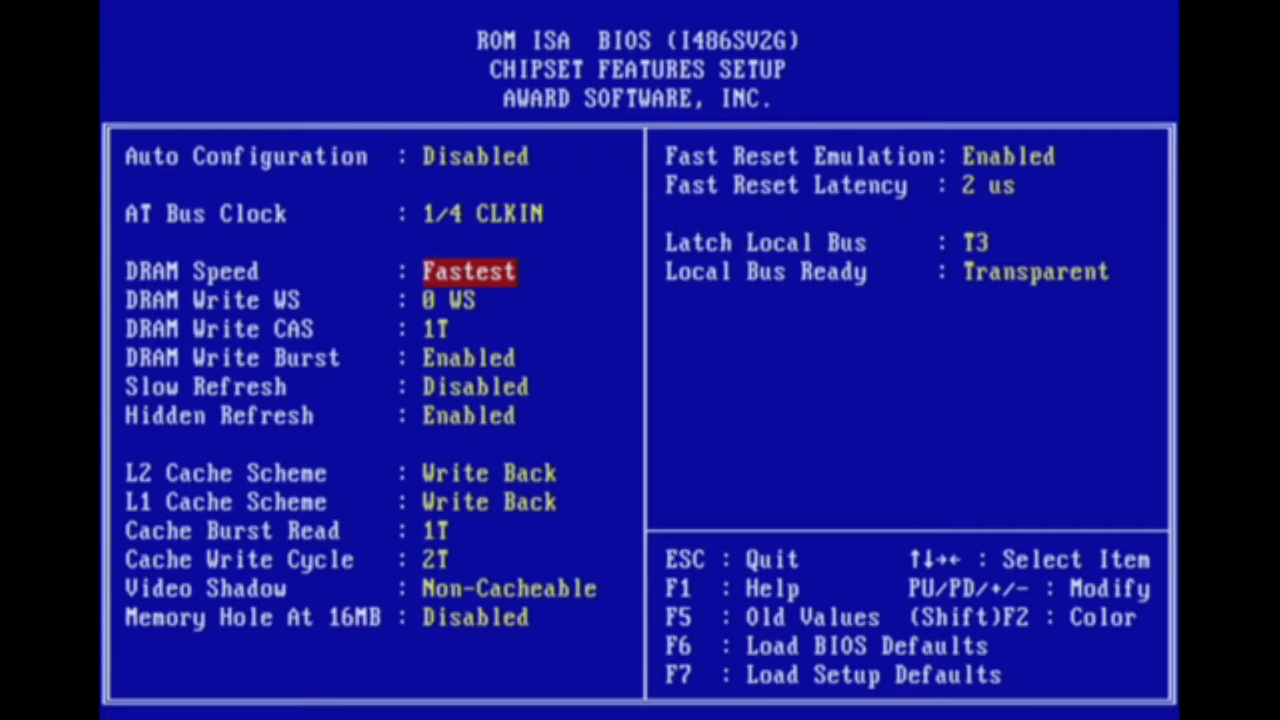 ROM ISA BIOS (I486SV2G)
CHIPSET FEATURES SETUP
AWARD SOFTWARE, INC.
Auto Configuration : Disabled
AT Bus Clock : 1/4 CLKIN
DRAM Speed : Fastest
DRAM Write WS : 0 WS
DRAM Write CAS : 1T
DRAM Write Burst : Enabled
Slow Refresh : Disabled
Hidden Refresh : Enabled
L2 Cache Scheme : Write Back
L1 Cache Scheme : Write Back
Cache Burst Read : 1T
Cache Write Cycle : 2T
Video Shadow : Non-Cacheable
Memory Hole At 16MB : Disabled
Fast Reset Emulation: Enabled
Fast Reset Latency : 2 us
Latch Local Bus : T3
Local Bus Ready : Transparent
ESC : Quit ↑↓→← : Select Item
F1 : Help PU/PD/+/- : Modify
F5 : Old Values (Shift)F2 : Color
F6 : Load BIOS Defaults
F7 : Load Setup Defaults